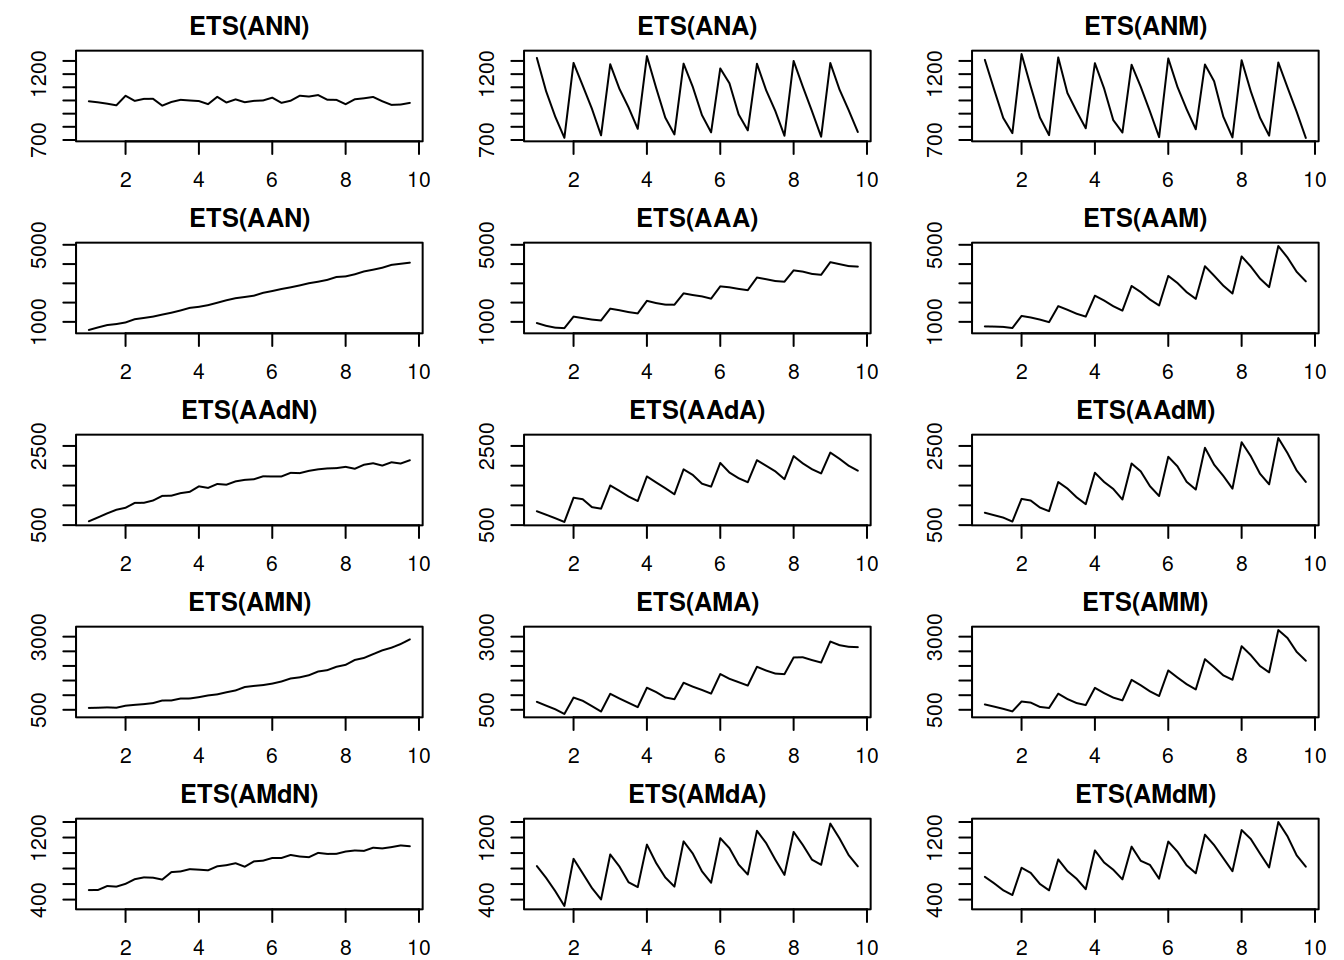 ETS(ANN) ETS(ANA) ETS(ANM)
700 1200 700 1200 700 1200
2 4 6 8 10 2 4 6 8 10 2 4 6 8 10
ETS(AAN) ETS(AAA) ETS(AAM)
1000 5000 1000 5000 1000 5000
2 4 6 8 10 2 4 6 8 10 2 4 6 8 10
ETS(AAdN) ETS(AAdA) ETS(AAdM)
500 2500 500 2500 500 2500
2 4 6 8 10 2 4 6 8 10 2 4 6 8 10
ETS(AMN) ETS(AMA) ETS(AMM)
500 3000 500 3000 500 3000
2 4 6 8 10 2 4 6 8 10 2 4 6 8 10
ETS(AMdN) ETS(AMdA) ETS(AMdM)
400 1200 400 1200 400 1200
2 4 6 8 10 2 4 6 8 10 2 4 6 8 10